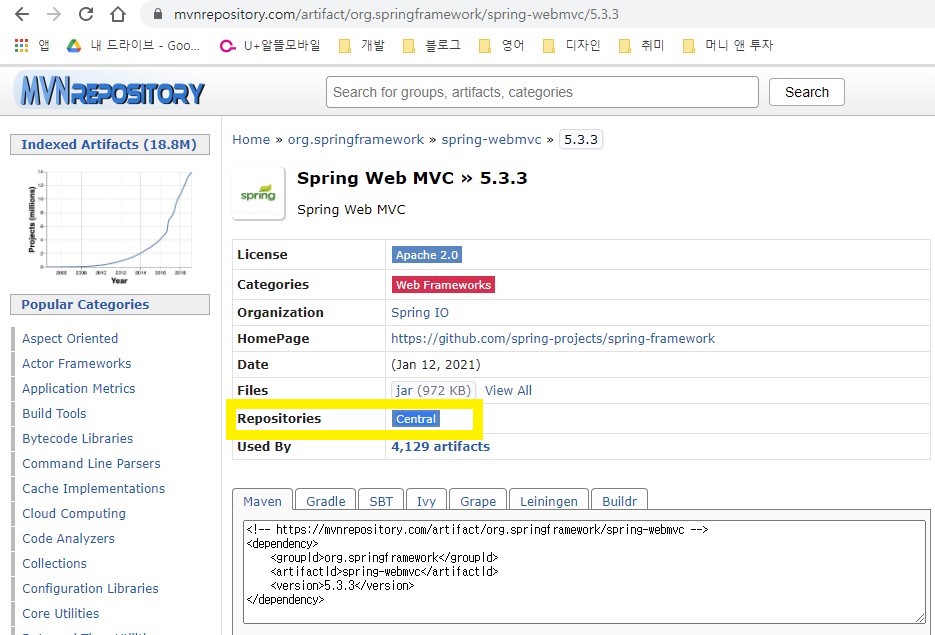 mvnrepository.com/artifact/org.springframework/spring-webmvc/5.3.3
앱 내 드라이브 - Goo... U+알뜰모바일 개발 블로그 영어 디자인 취미 머니 앤 투자
MVNREPOSITORY
Search for groups, artifacts, categories
Search
Indexed Artifacts (18.8M)
Projects (millions)
Year
Popular Categories
Aspect Oriented
Actor Frameworks
Application Metrics
Build Tools
Bytecode Libraries
Command Line Parsers
Cache Implementations
Cloud Computing
Code Analyzers
Collections
Configuration Libraries
Core Utilities
Home » org.springframework » spring-webmvc » 5.3.3
spring
Spring Web MVC » 5.3.3
Spring Web MVC
License Apache 2.0
Categories Web Frameworks
Organization Spring IO
HomePage https://github.com/spring-projects/spring-framework
Date (Jan 12, 2021)
Files jar (972 KB) View All
Repositories Central
Used By 4,129 artifacts
Maven Gradle SBT Ivy Grape Leiningen Buildr
<!-- https://mvnrepository.com/artifact/org.springframework/spring-webmvc -->
<dependency>
    <groupId>org.springframework</groupId>
    <artifactId>spring-webmvc</artifactId>
    <version>5.3.3</version>
</dependency>